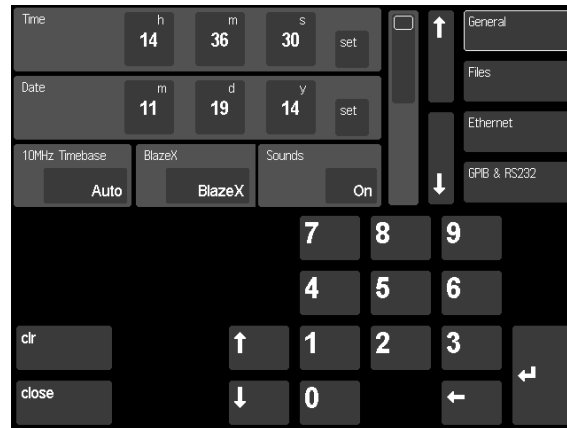 Time h m s
14 36 30 set
General
Files
Date m d y
11 19 14 set
Ethernet
10MHz Timebase BlazeX Sounds
Auto BlazeX On
GPIB & RS232
7 8 9
4 5 6
clr 1 2 3
close 0